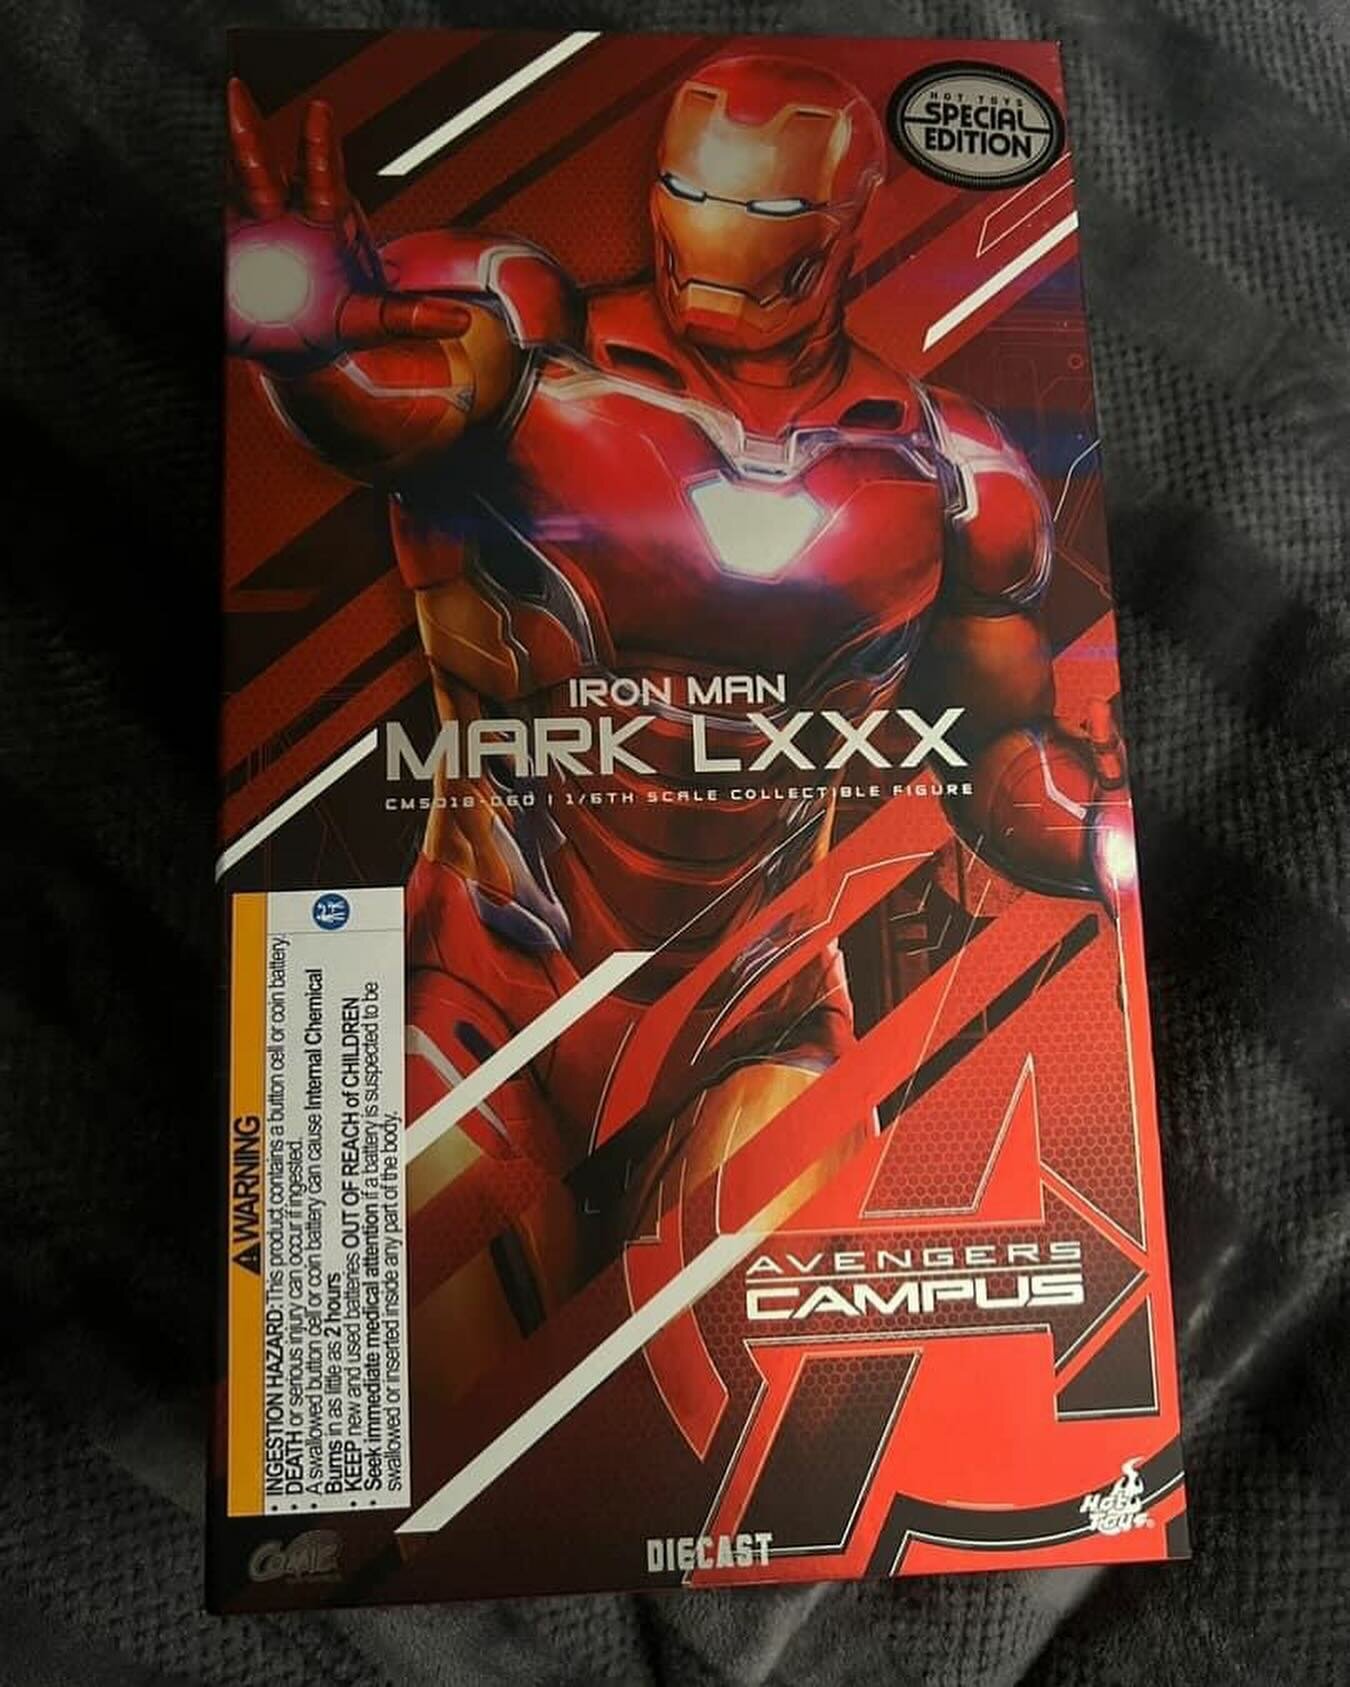 HOT TOYS
SPECIAL
EDITION
IRON MAN
MARK LXXX
CMS018-D60 | 1/6TH SCALE COLLECTIBLE FIGURE
⚠WARNING
• INGESTION HAZARD: This product contains a button cell or coin battery.
• DEATH or serious injury can occur if ingested.
• A swallowed button cell or coin battery can cause Internal Chemical
Burns in as little as 2 hours
• KEEP new and used batteries OUT OF REACH of CHILDREN
• Seek immediate medical attention if a battery is suspected to be
swallowed or inserted inside any part of the body.
AVENGERS
CAMPUS
HOT
TOYS®
DIECAST